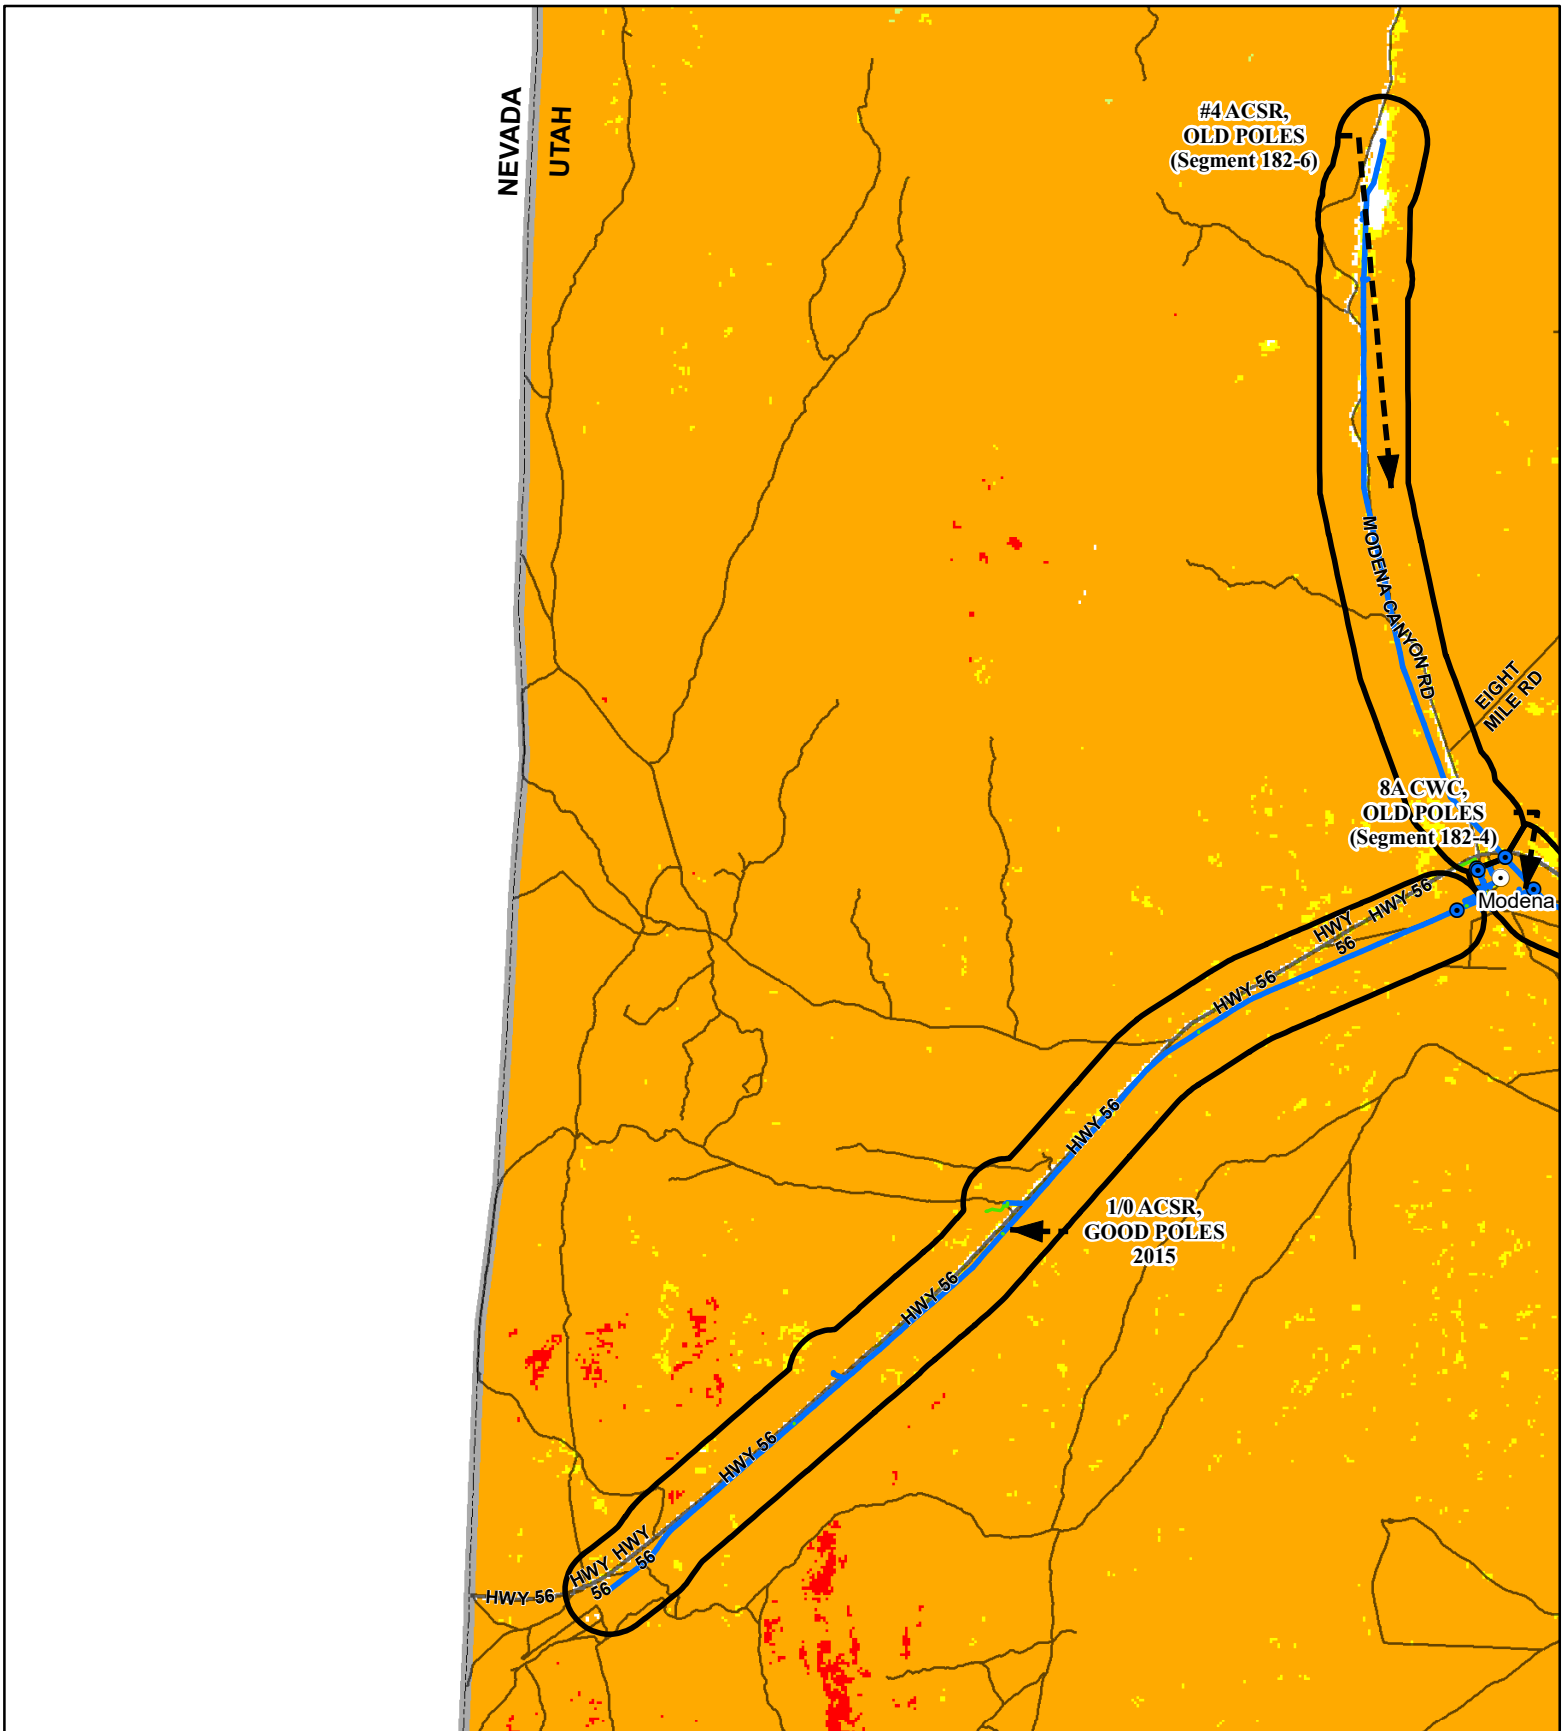 NEVADA
UTAH
#4 ACSR,
OLD POLES
(Segment 182-6)
MODENA CANYON RD
EIGHT
MILE RD
8A CWC,
OLD POLES
(Segment 182-4)
Modena
HWY 56
HWY
56
HWY 56
HWY 56
1/0 ACSR,
GOOD POLES
2015
HWY 56
HWY 56
HWY
56
HWY
56
HWY 56